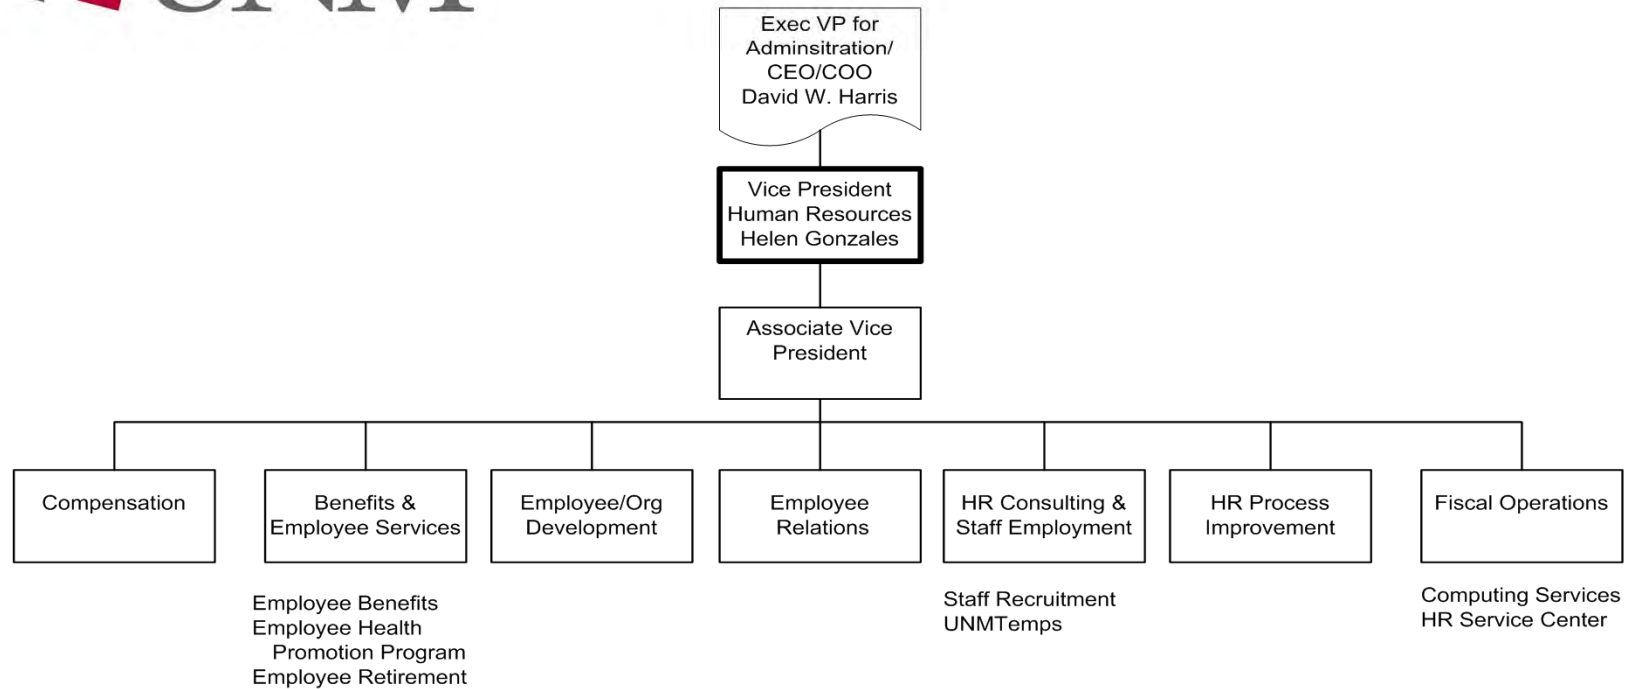 UNM
Exec VP for
Adminsitration/
CEO/COO
David W. Harris
Vice President
Human Resources
Helen Gonzales
Associate Vice
President
Compensation
Benefits &
Employee Services
Employee/Org
Development
Employee
Relations
HR Consulting &
Staff Employment
HR Process
Improvement
Fiscal Operations
Employee Benefits
Employee Health
Promotion Program
Employee Retirement
Staff Recruitment
UNMTemps
Computing Services
HR Service Center